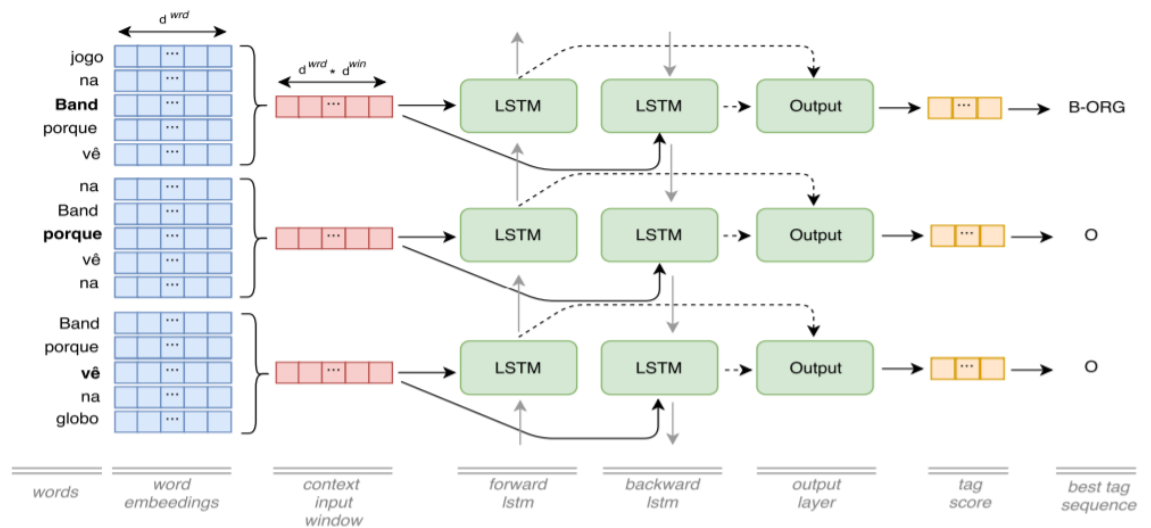 d wrd
jogo
na
Band
porque
vê
...
...
...
...
...
d wrd * d win
...
LSTM
LSTM
Output
...
B-ORG
na
Band
porque
vê
na
...
...
...
...
...
...
LSTM
LSTM
Output
...
O
Band
porque
vê
na
globo
...
...
...
...
...
...
LSTM
LSTM
Output
...
O
words
word
embeedings
context
input
window
forward
lstm
backward
lstm
output
layer
tag
score
best tag
sequence